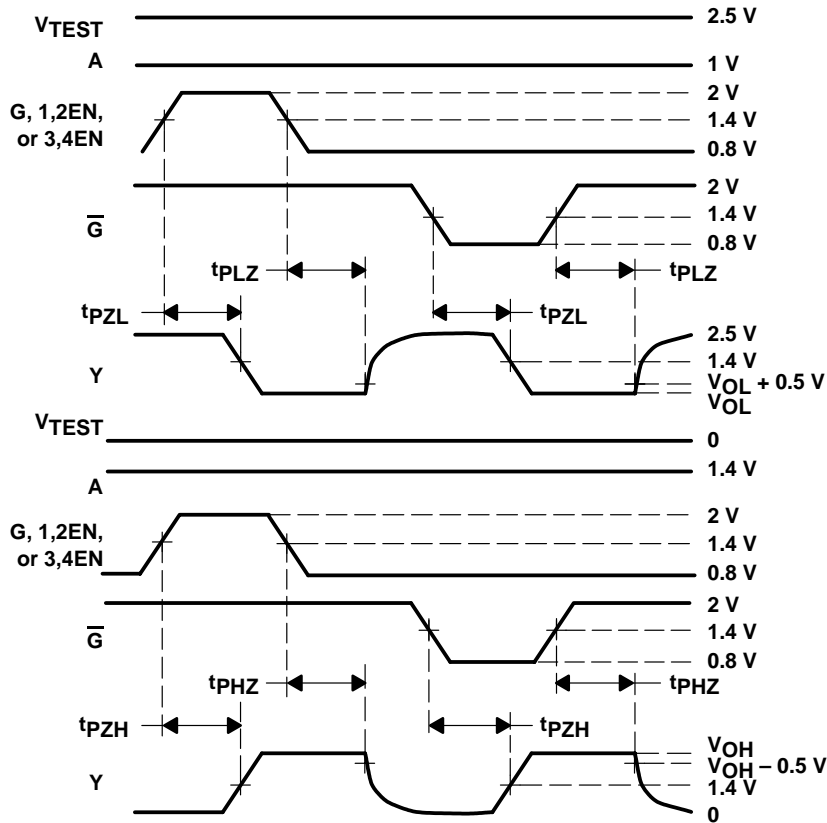 VTEST
2.5 V
A
1 V
G, 1,2EN,
or 3,4EN
2 V
1.4 V
0.8 V
G
2 V
1.4 V
0.8 V
tPLZ
tPLZ
tPZL
tPZL
Y
2.5 V
1.4 V
VOL + 0.5 V
VOL
VTEST
0
A
1.4 V
G, 1,2EN,
or 3,4EN
2 V
1.4 V
0.8 V
G
2 V
1.4 V
0.8 V
tPHZ
tPHZ
tPZH
tPZH
Y
VOH
VOH – 0.5 V
1.4 V
0